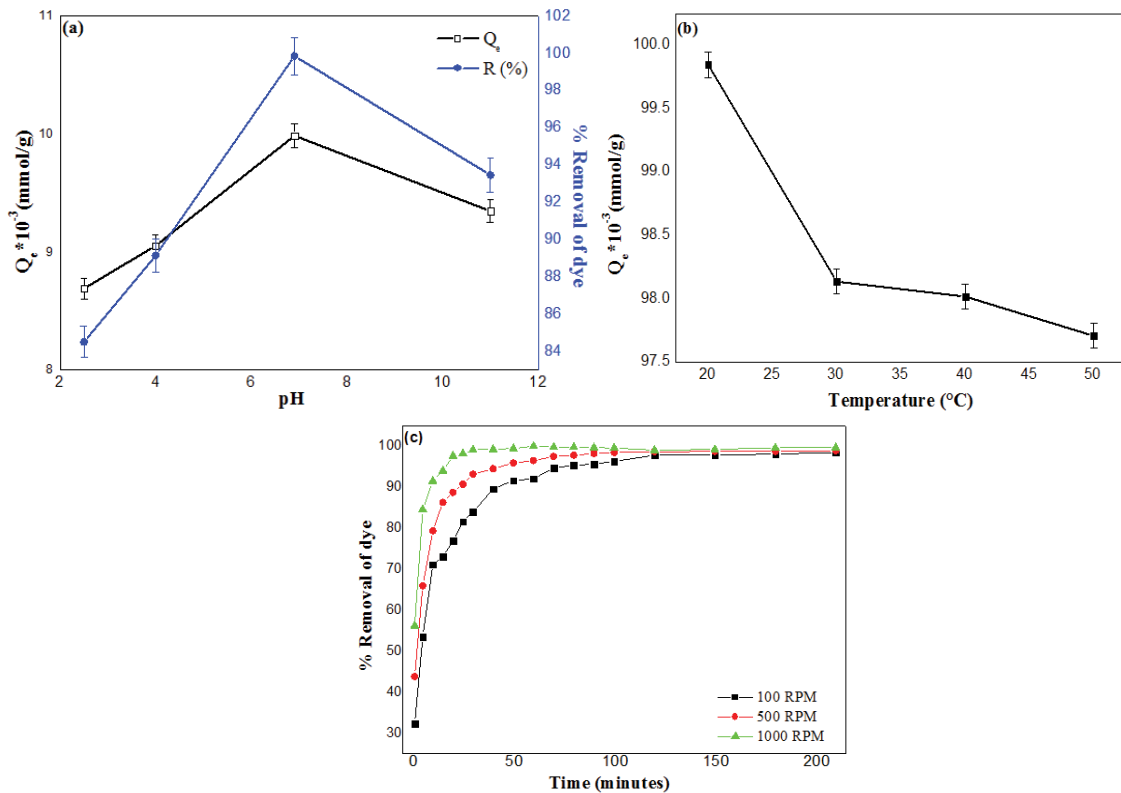 (a)
Q_e
R (%)
11
10
9
8
Q_e *10^-3 (mmol/g)
102
100
98
96
94
92
90
88
86
84
% Removal of dye
2 4 6 8 10 12
pH
(b)
100.0
99.5
99.0
98.5
98.0
97.5
Q_e *10^-3 (mmol/g)
20 25 30 35 40 45 50
Temperature (°C)
(c)
100
90
80
70
60
50
40
30
% Removal of dye
100 RPM
500 RPM
1000 RPM
0 50 100 150 200
Time (minutes)